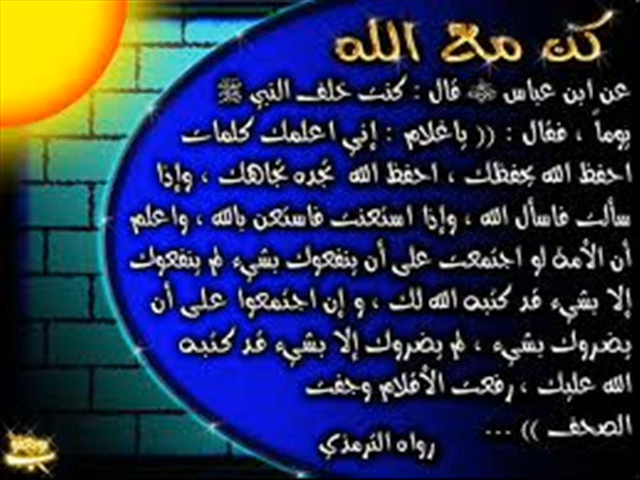 كن مع الله
عن ابن عباس ﷺ قال : كنت خلف النبي ﷺ
يوماً ، فقال : (( ياغلام : إني اعلمك كلمات
احفظ الله يحفظك ، احفظ الله تجده تجاهك ، وإذا
سألت فاسأل الله ، وإذا استعنت فاستعن بالله ، واعلم
أن الأمة لو اجتمعت على أن ينفعوك بشيء لم ينفعوك
إلا بشيء قد كتبه الله لك ، و إن اجتمعوا على أن
يضروك بشيء ، لم يضروك إلا بشيء قد كتبه
الله عليك ، رفعت الأقلام وجفت
الصحف )) ...
رواه الترمذي